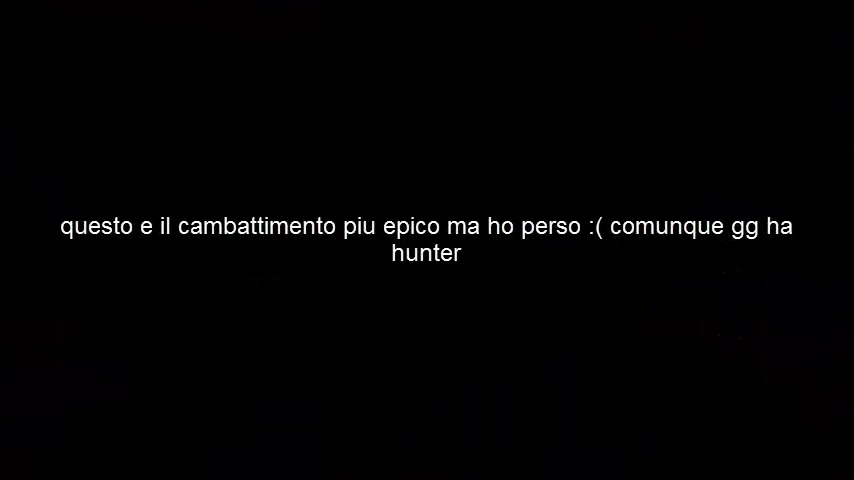 questo e il cambattimento piu epico ma ho perso :( comunque gg ha
hunter